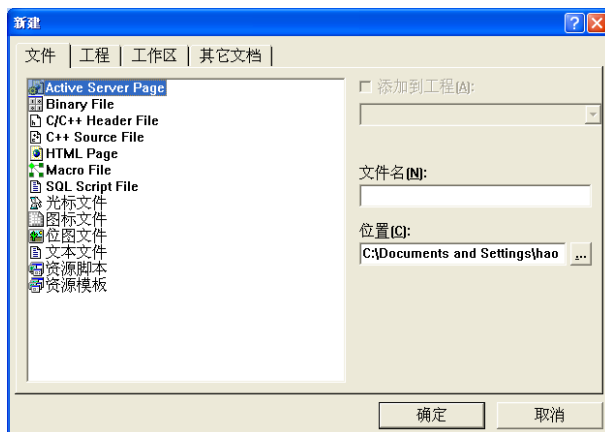 新建
文件 工程 工作区 其它文档
Active Server Page
Binary File
C/C++ Header File
C++ Source File
HTML Page
Macro File
SQL Script File
光标文件
图标文件
位图文件
文本文件
资源脚本
资源模板
添加到工程(A):
文件名(N):
位置(C):
C:\Documents and Settings\hao
...
确定 取消